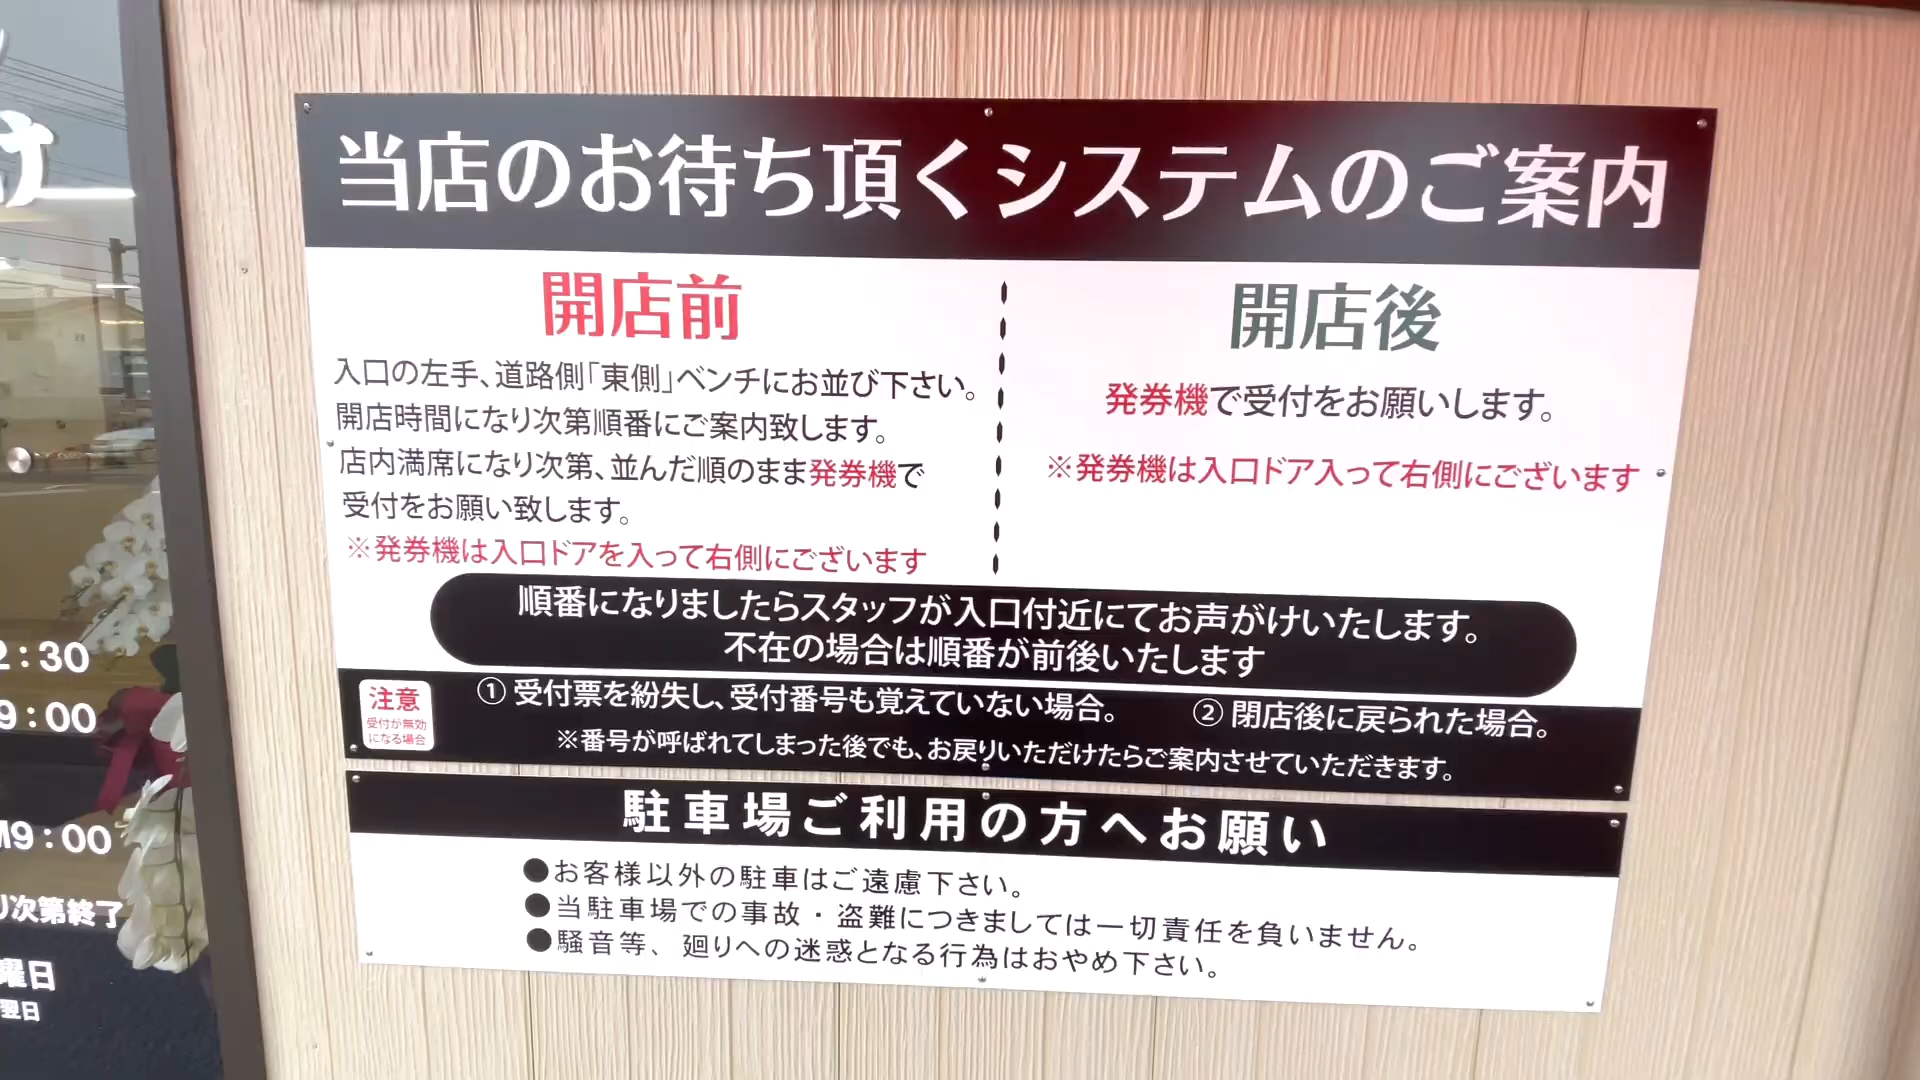 当店のお待ち頂くシステムのご案内
開店前
入口の左手、道路側「東側」ベンチにお並び下さい。
開店時間になり次第順番にご案内致します。
店内満席になり次第、並んだ順のまま発券機で
受付をお願い致します。
※発券機は入口ドアを入って右側にございます
開店後
発券機で受付をお願いします。
※発券機は入口ドア入って右側にございます
順番になりましたらスタッフが入口付近にてお声がけいたします。
不在の場合は順番が前後いたします
注意
受付が無効
になる場合
① 受付票を紛失し、受付番号も覚えていない場合。 ② 閉店後に戻られた場合。
※番号が呼ばれてしまった後でも、お戻りいただけたらご案内させていただきます。
駐車場ご利用の方へお願い
●お客様以外の駐車はご遠慮下さい。
●当駐車場での事故・盗難につきましては一切責任を負いません。
●騒音等、廻りへの迷惑となる行為はおやめ下さい。
け
2:30
9:00
M9:00
り次第終了
曜日
翌日